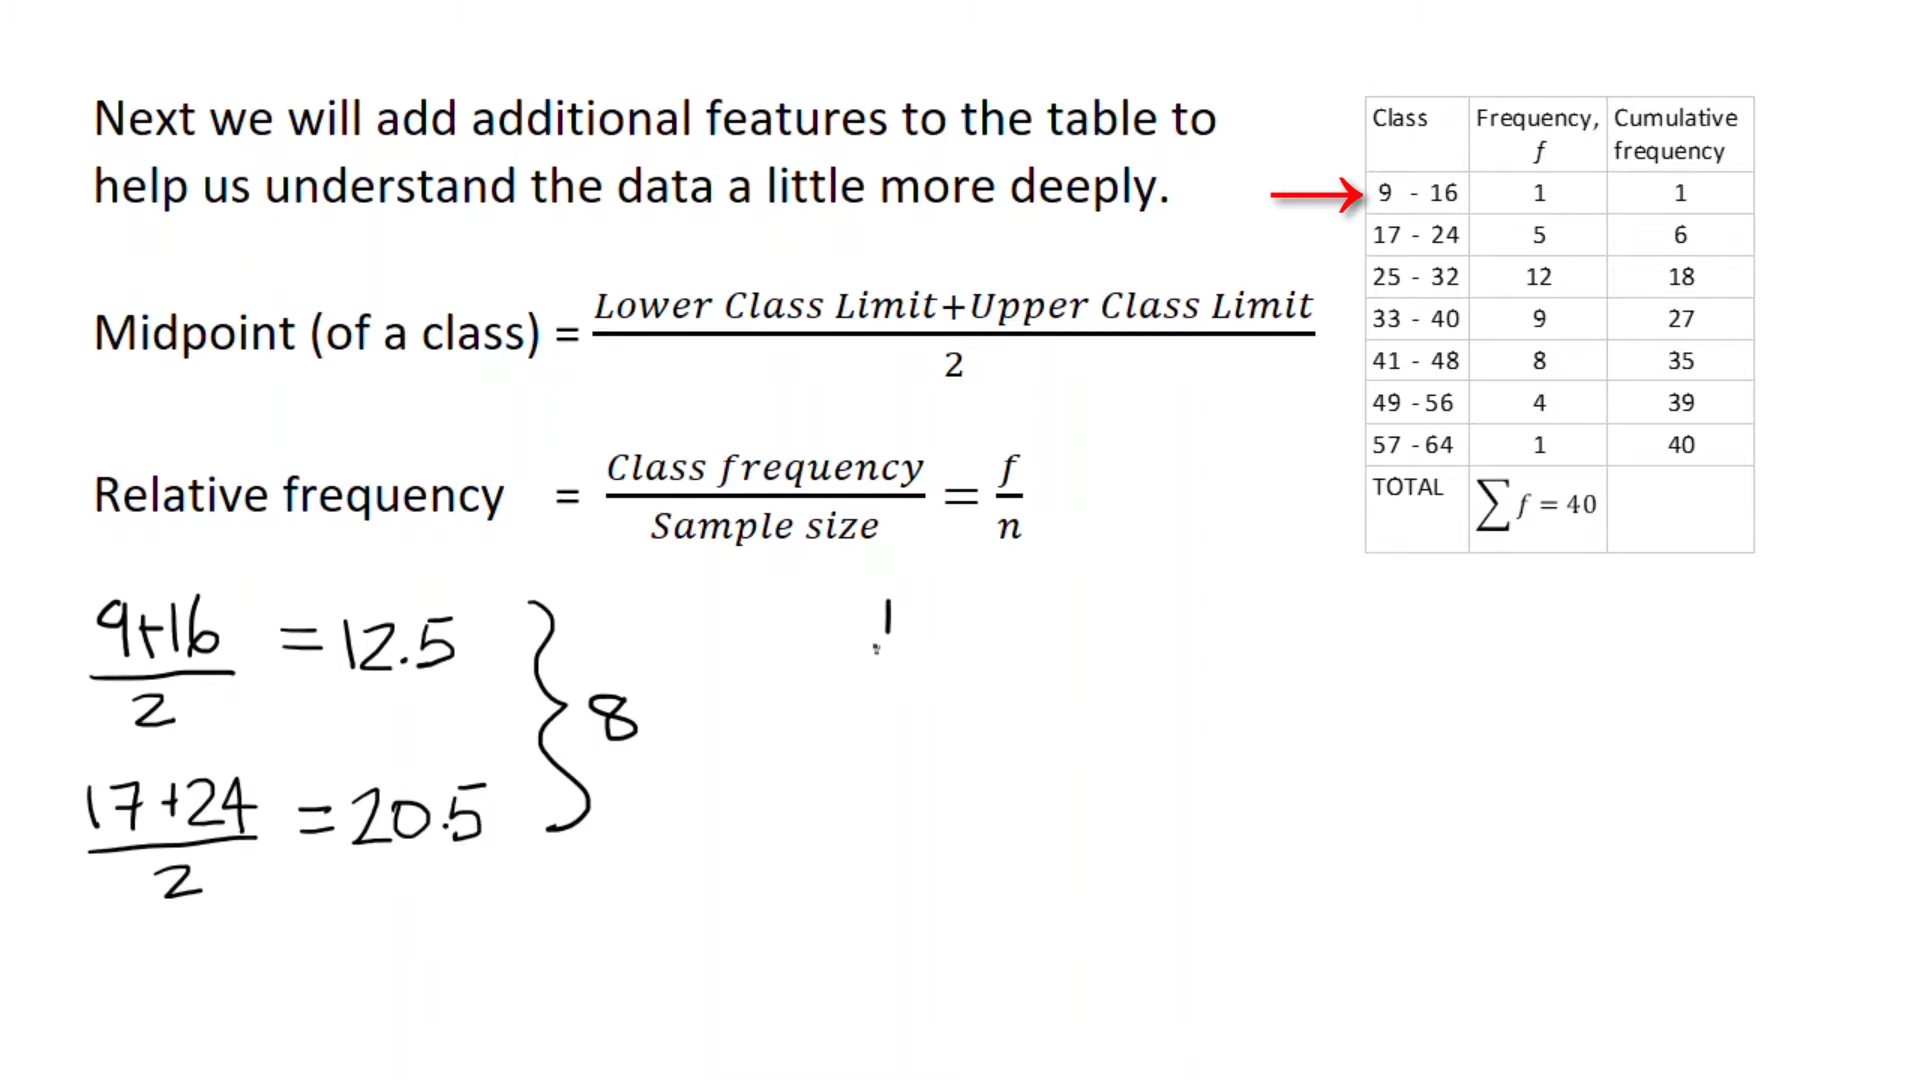 Next we will add additional features to the table to
help us understand the data a little more deeply.
Midpoint (of a class) = Lower Class Limit+Upper Class Limit
2
Relative frequency = Class frequency = f
Sample size n
9+16 = 12.5
2
8
17+24 = 20.5
2
1
Class Frequency, f Cumulative frequency
9 - 16 1 1
17 - 24 5 6
25 - 32 12 18
33 - 40 9 27
41 - 48 8 35
49 - 56 4 39
57 - 64 1 40
TOTAL ∑ f = 40